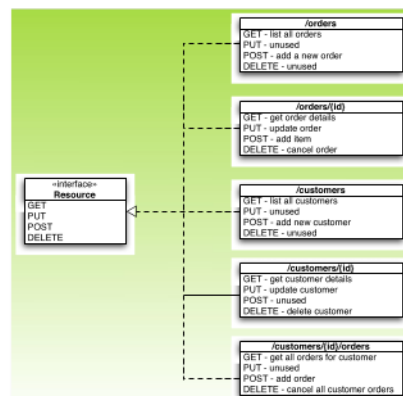 /orders
GET - list all orders
PUT - unused
POST - add a new order
DELETE - unused
/orders/{id}
GET - get order details
PUT - update order
POST - add item
DELETE - cancel order
«interface»
Resource
GET
PUT
POST
DELETE
/customers
GET - list all customers
PUT - unused
POST - add new customer
DELETE - unused
/customers/{id}
GET - get customer details
PUT - update customer
POST - unused
DELETE - delete customer
/customers/{id}/orders
GET - get all orders for customer
PUT - unused
POST - add order
DELETE - cancel all customer orders